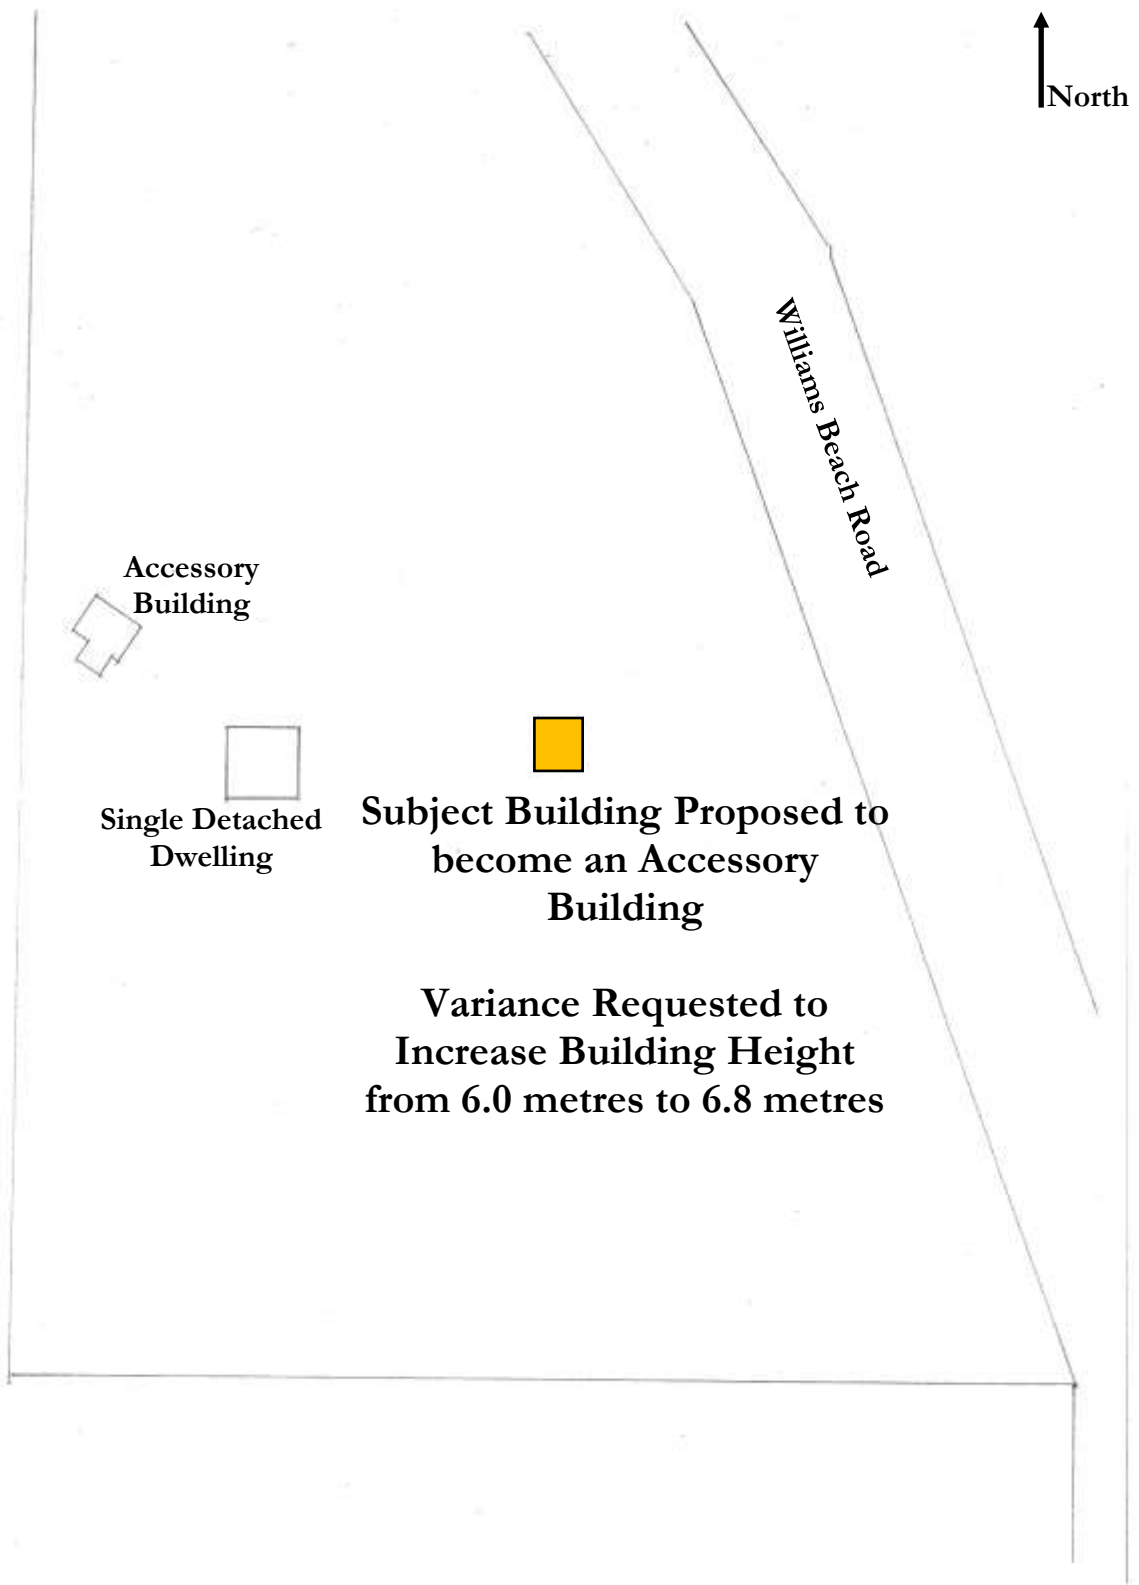 North
Williams Beach Road
Accessory
Building
Single Detached
Dwelling
Subject Building Proposed to
become an Accessory
Building
Variance Requested to
Increase Building Height
from 6.0 metres to 6.8 metres